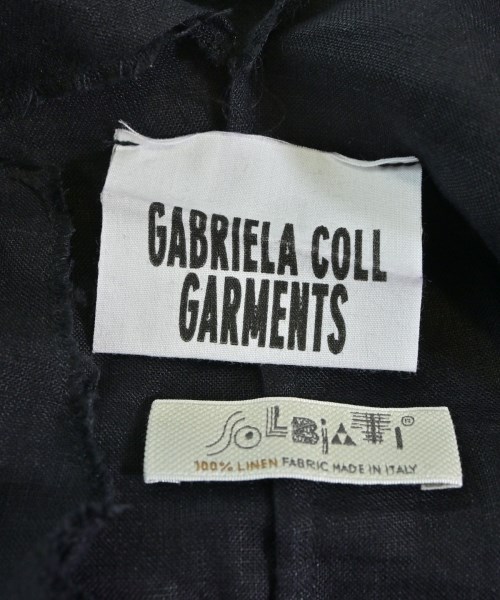 GABRIELA COLL
GARMENTS
SOLBIATI
100% LINEN FABRIC MADE IN ITALY